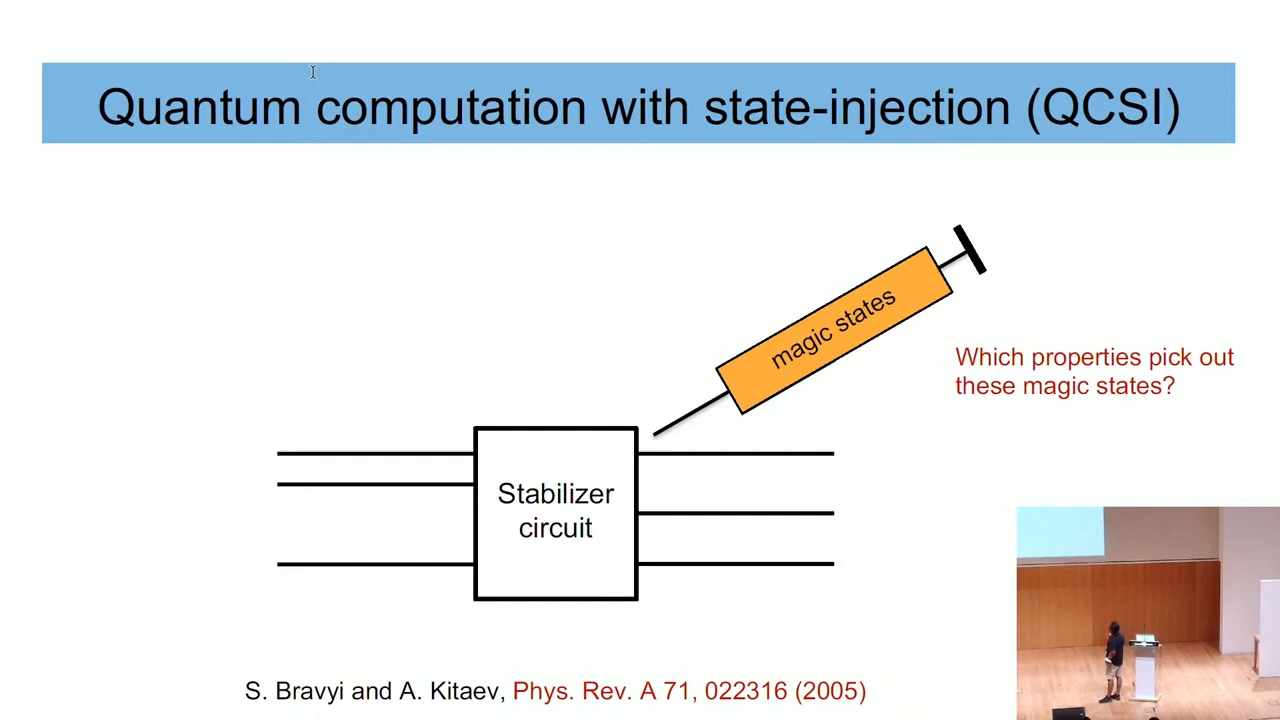 Quantum computation with state-injection (QCSI)
magic states
Which properties pick out
these magic states?
Stabilizer
circuit
S. Bravyi and A. Kitaev, Phys. Rev. A 71, 022316 (2005)